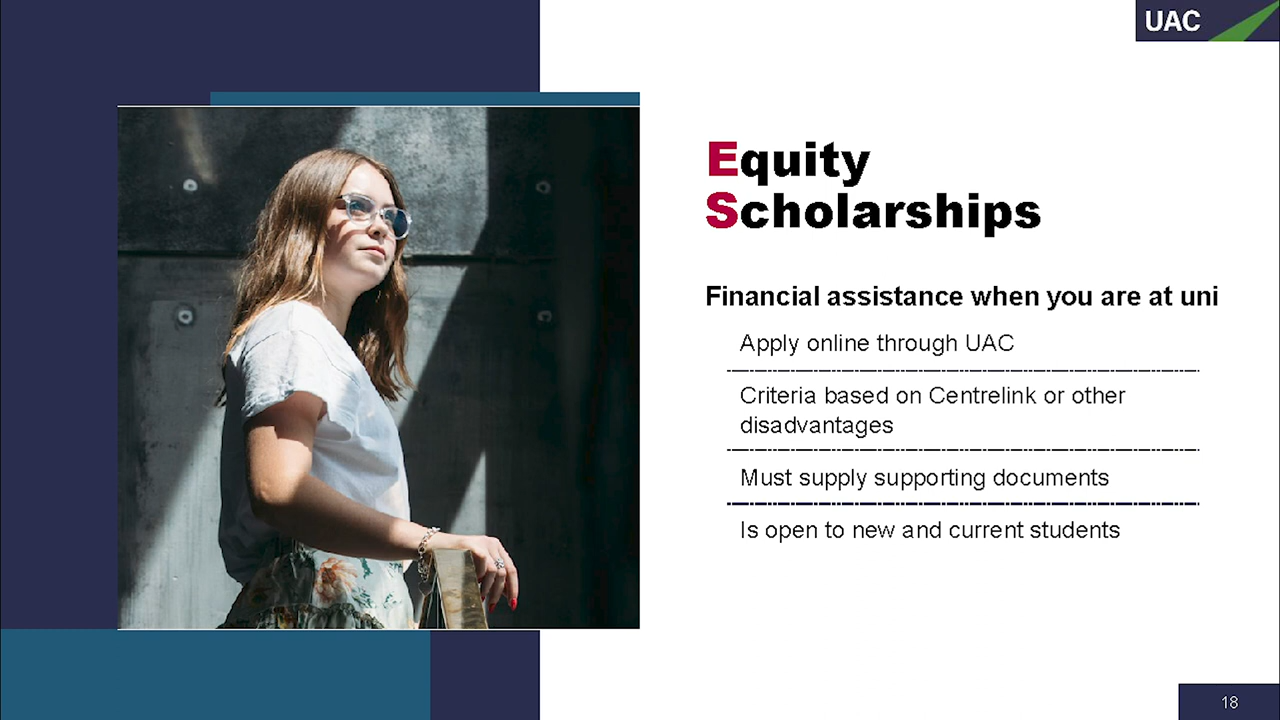 UAC
Equity
Scholarships
Financial assistance when you are at uni
Apply online through UAC
Criteria based on Centrelink or other
disadvantages
Must supply supporting documents
Is open to new and current students
18